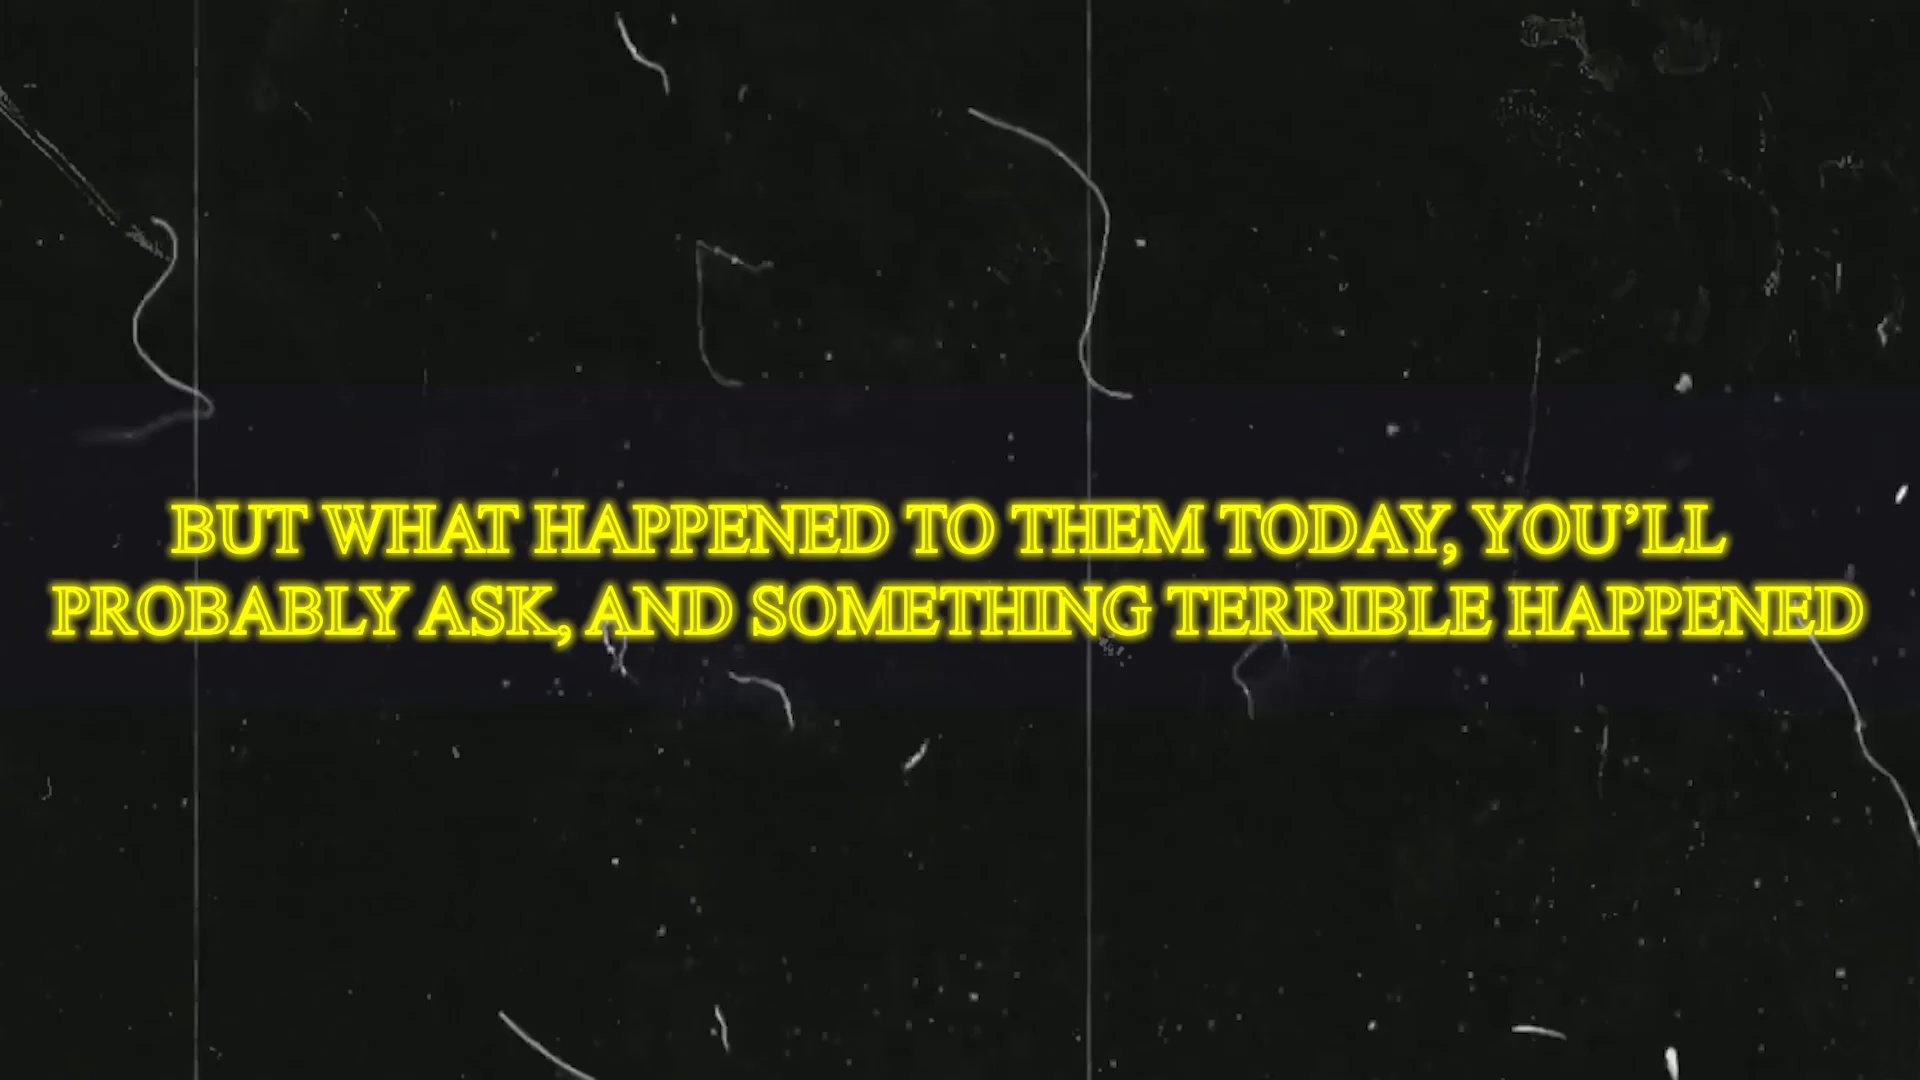 BUT WHAT HAPPENED TO THEM TODAY, YOU’LL
PROBABLY ASK, AND SOMETHING TERRIBLE HAPPENED